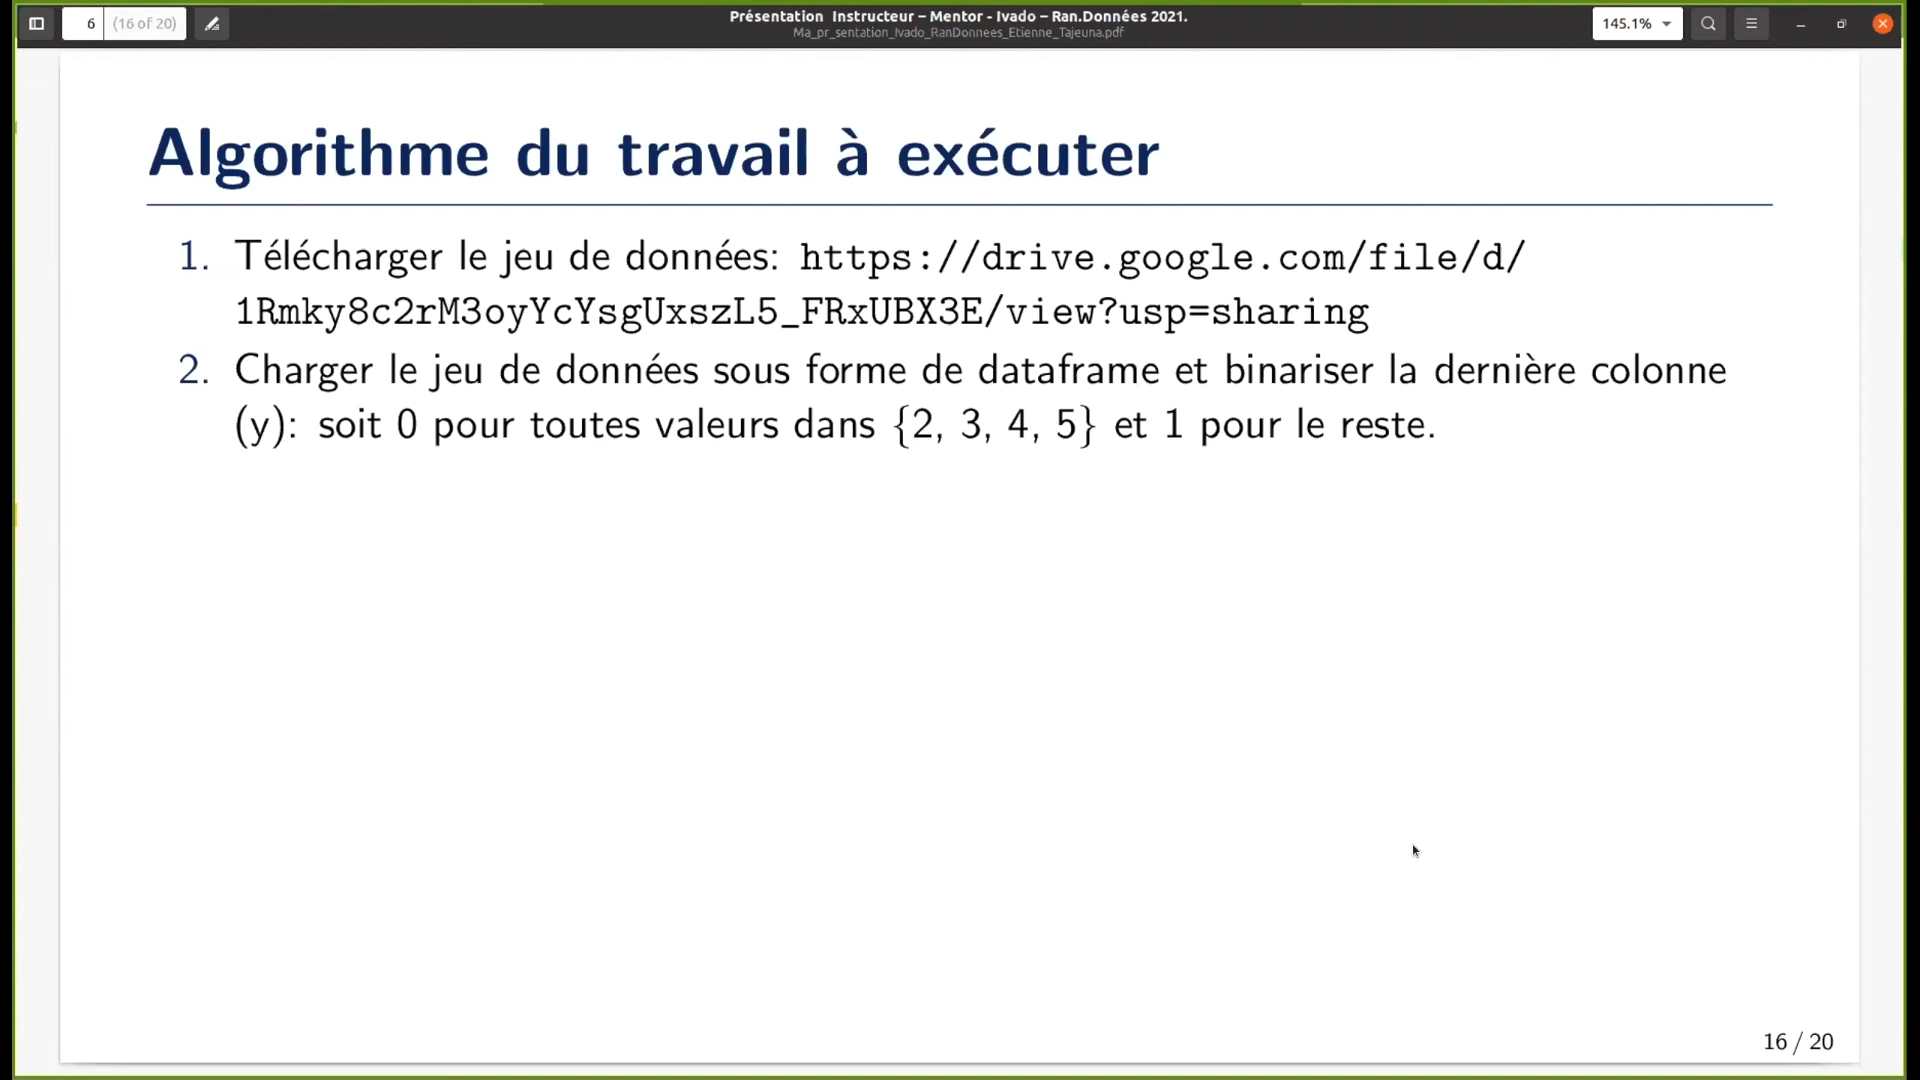 6 (16 of 20)
Présentation Instructeur – Mentor - Ivado – Ran.Données 2021.
Ma_pr_sentation_Ivado_RanDonnees_Etienne_Tajeuna.pdf
145.1%
Algorithme du travail à exécuter
1. Télécharger le jeu de données: https://drive.google.com/file/d/
1Rmky8c2rM3oyYcYsgUxszL5_FRxUBX3E/view?usp=sharing
2. Charger le jeu de données sous forme de dataframe et binariser la dernière colonne
(y): soit 0 pour toutes valeurs dans {2, 3, 4, 5} et 1 pour le reste.
16 / 20